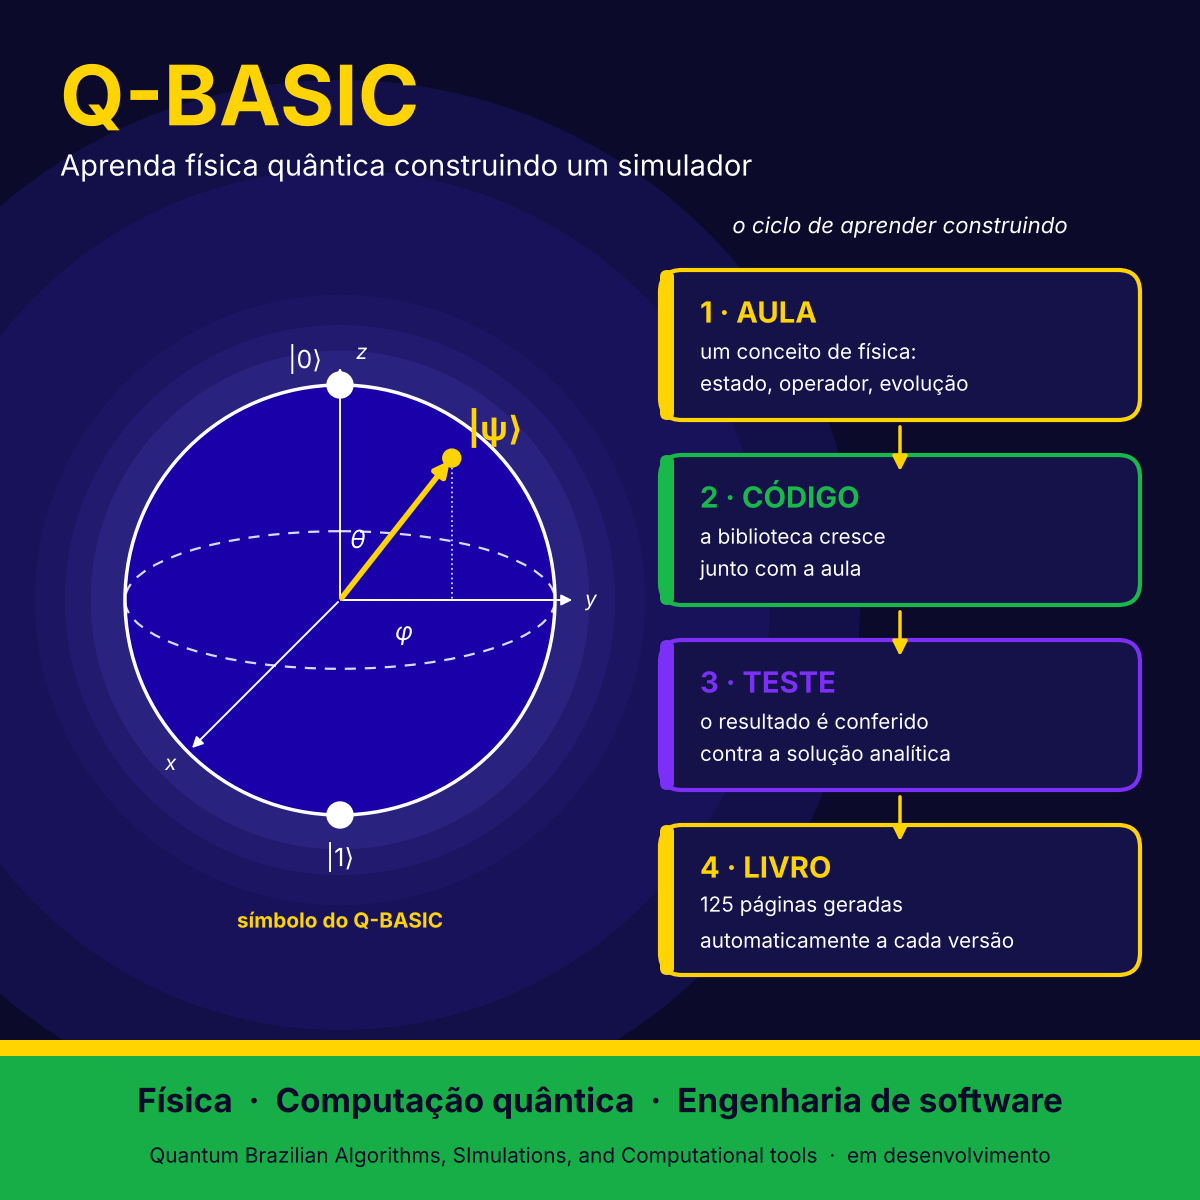 Q-BASIC
Aprenda física quântica construindo um simulador
o ciclo de aprender construindo
|0⟩
z
|ψ⟩
θ
y
φ
x
|1⟩
símbolo do Q-BASIC
1 · AULA
um conceito de física:
estado, operador, evolução
2 · CÓDIGO
a biblioteca cresce
junto com a aula
3 · TESTE
o resultado é conferido
contra a solução analítica
4 · LIVRO
125 páginas geradas
automaticamente a cada versão
Física · Computação quântica · Engenharia de software
Quantum Brazilian Algorithms, SImulations, and Computational tools · em desenvolvimento